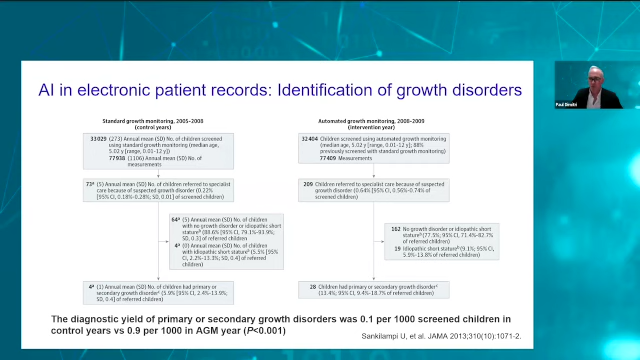 AI in electronic patient records: Identification of growth disorders
Paul Dimitri
Standard growth monitoring, 2005-2008
(control years)
33 029 (273) Annual mean (SD) No. of children screened
using standard growth monitoring (median age,
5.02 y [range, 0.01-12 y])
77 938 (1106) Annual mean (SD) No. of
measurements
73ᵃ (5) Annual mean (SD) No. of children referred to specialist
care because of suspected growth disorder (0.22%
[95% CI, 0.18%-0.28%; SD, 0.01] of screened children)
64ᵇ (5) Annual mean (SD) No. of children
with no growth disorder or idiopathic short
stature (88.6% [95% CI, 79.1%-93.9%;
SD, 0.3] of referred children)
4ᵇ (0) Annual mean (SD) No. of children
with idiopathic short stature (5.5% [95%
CI, 2.2%-13.3%; SD, 0.4] of referred
children)
4ᵃ (1) Annual mean (SD) No. of children had primary or
secondary growth disorder (5.9% [95% CI, 2.4%-13.9%,
SD, 0.4] of referred children)
Automated growth monitoring, 2008-2009
(intervention year)
32 404 Children screened using automated growth monitoring
(median age, 5.02 y [range, 0.01-12 y]; 88%
previously screened with standard growth monitoring)
77 409 Measurements
209 Children referred to specialist care because of suspected
growth disorder (0.64% [95% CI, 0.56%-0.74% of
screened children)
162 No growth disorder or idiopathic short
stature (77.5%; 95% CI, 71.4%-82.7%
of referred children)
19 Idiopathic short stature (9.1%; 95% CI,
5.9%-13.8% of referred children)
28 Children had primary or secondary growth disorder
(13.4%; 95% CI, 9.4%-18.7% of referred children)
The diagnostic yield of primary or secondary growth disorders was 0.1 per 1000 screened children in
control years vs 0.9 per 1000 in AGM year (P<0.001)
Sankilampi U, et al. JAMA 2013;310(10):1071-2.